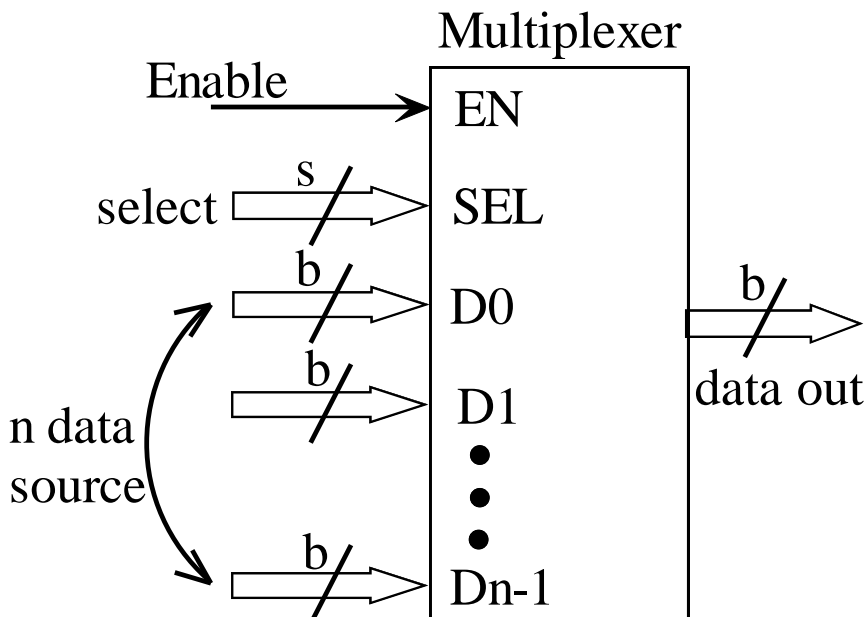 Multiplexer
Enable
EN
s
select
SEL
b
D0
b
D1
n data
source
b
Dn-1
b
data out